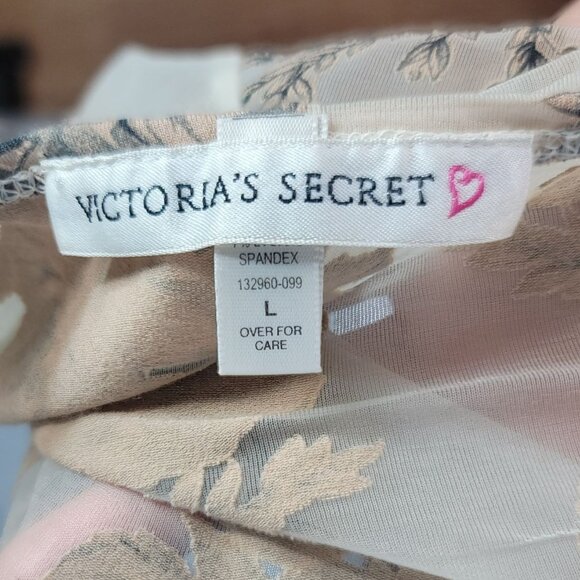 VICTORIA'S SECRET
SPANDEX
132960-099
L
OVER FOR
CARE